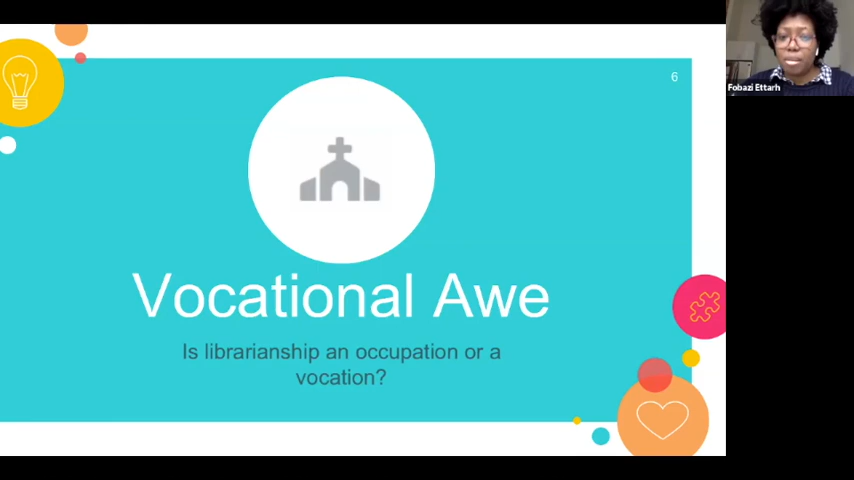 6
Fobazi Ettarh
Vocational Awe
Is librarianship an occupation or a
vocation?